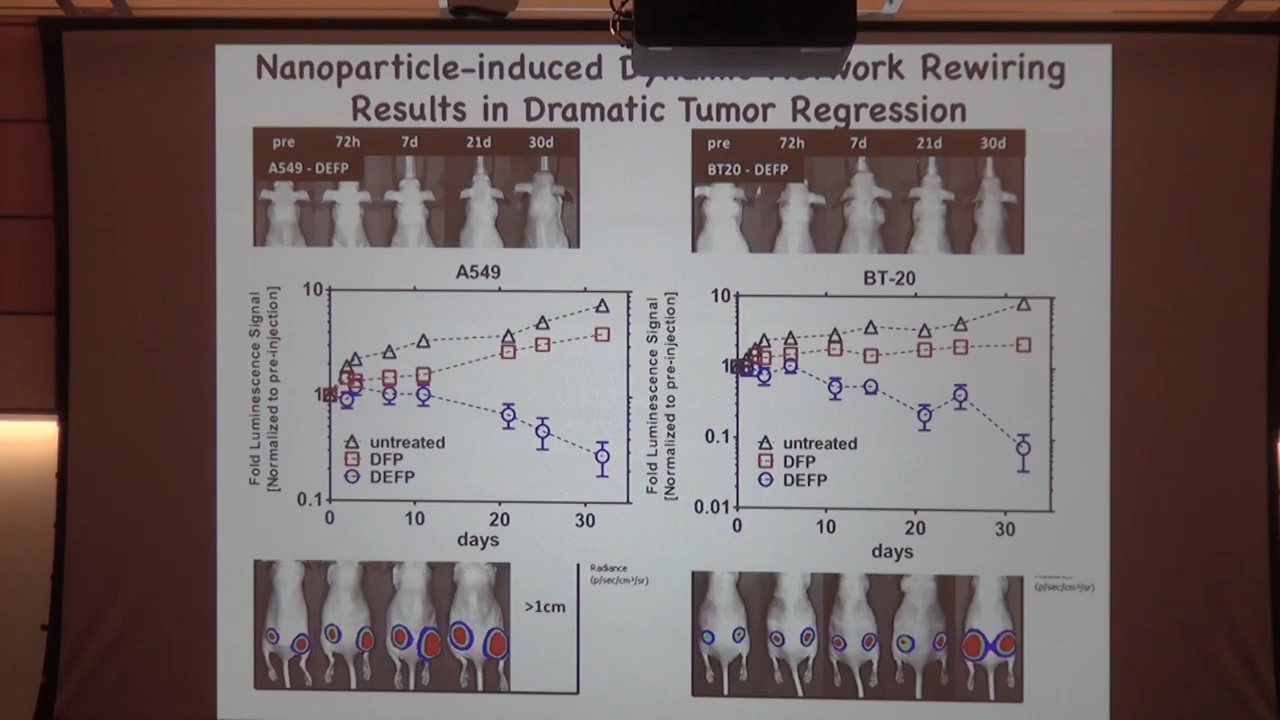 Nanoparticle-induced Dynamic Network Rewiring
Results in Dramatic Tumor Regression
pre 72h 7d 21d 30d
A549 - DEFP
pre 72h 7d 21d 30d
BT20 - DEFP
A549
Fold Luminescence Signal
[Normalized to pre-injection]
10
1
0.1
untreated
DFP
DEFP
0 10 20 30
days
BT-20
Fold Luminescence Signal
[Normalized to pre-injection]
10
1
0.1
0.01
untreated
DFP
DEFP
0 10 20 30
days
>1cm
Radiance
(p/sec/cm²/sr)
(p/sec/cm²/sr)